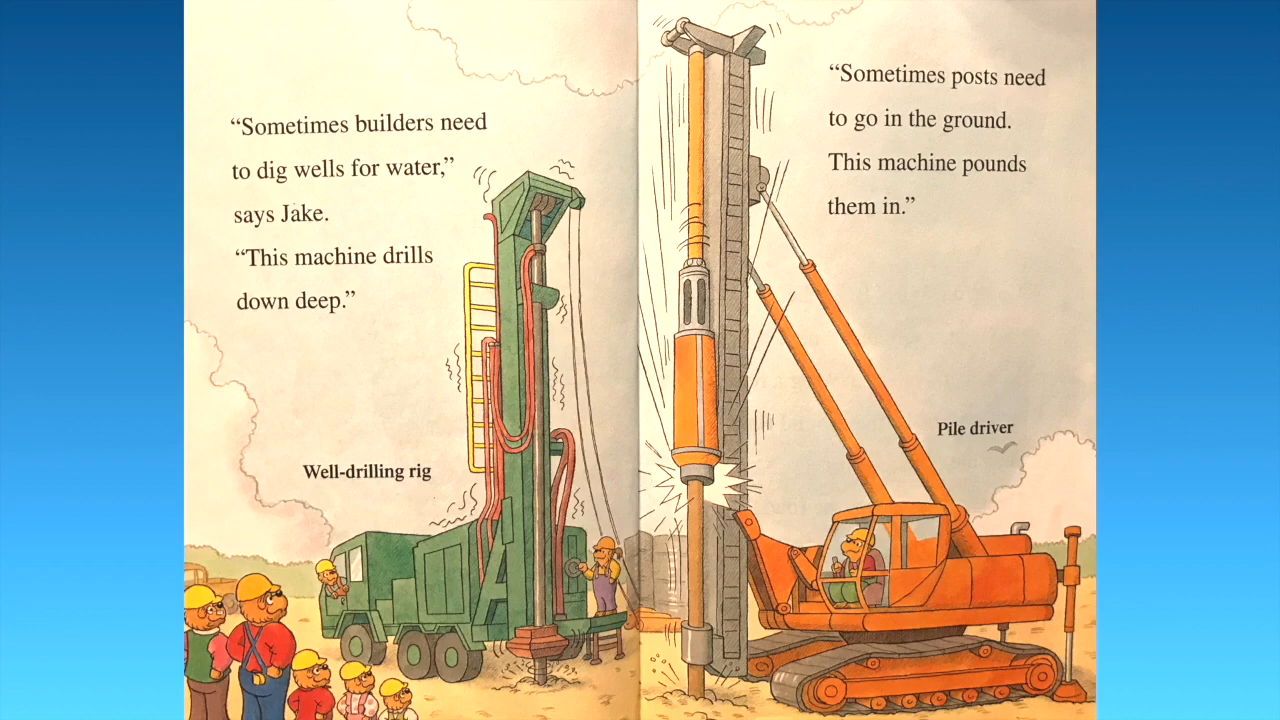 “Sometimes builders need
to dig wells for water,”
says Jake.
“This machine drills
down deep.”
Well-drilling rig
“Sometimes posts need
to go in the ground.
This machine pounds
them in.”
Pile driver